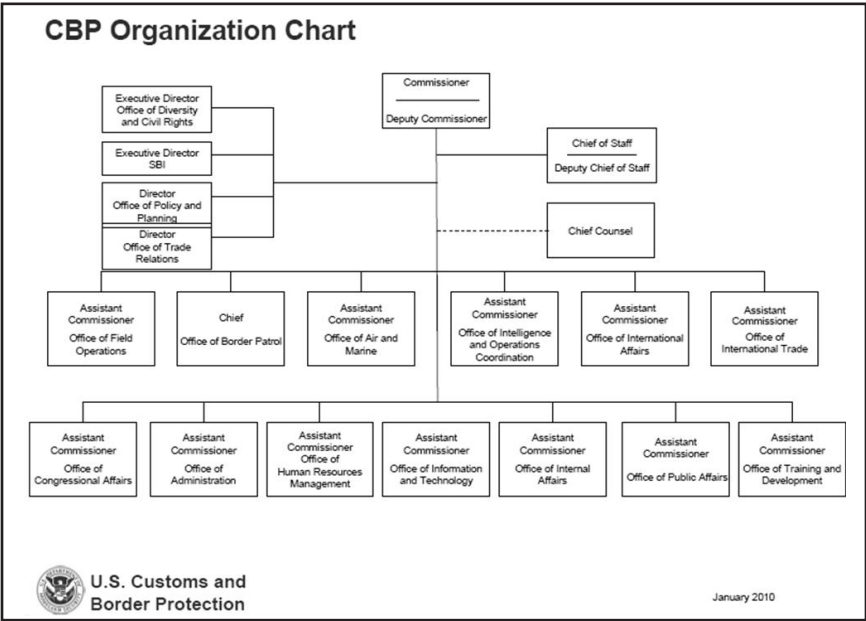 CBP Organization Chart
Commissioner
Deputy Commissioner
Executive Director
Office of Diversity
and Civil Rights
Executive Director
SBI
Director
Office of Policy and
Planning
Director
Office of Trade
Relations
Chief of Staff
Deputy Chief of Staff
Chief Counsel
Assistant
Commissioner
Office of Field
Operations
Chief
Office of Border Patrol
Assistant
Commissioner
Office of Air and
Marine
Assistant
Commissioner
Office of Intelligence
and Operations
Coordination
Assistant
Commissioner
Office of International
Affairs
Assistant
Commissioner
Office of
International Trade
Assistant
Commissioner
Office of
Congressional Affairs
Assistant
Commissioner
Office of
Administration
Assistant
Commissioner
Office of
Human Resources
Management
Assistant
Commissioner
Office of Information
and Technology
Assistant
Commissioner
Office of Internal
Affairs
Assistant
Commissioner
Office of Public Affairs
Assistant
Commissioner
Office of Training and
Development
U.S. Customs and
Border Protection
January 2010